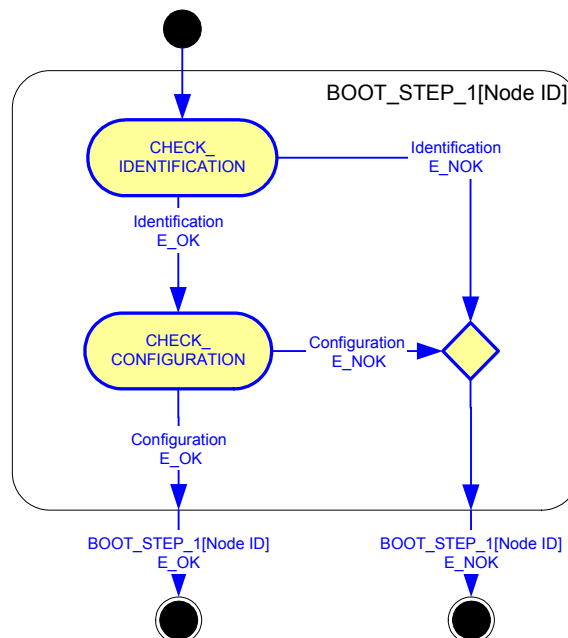 BOOT_STEP_1[Node ID]
CHECK_
IDENTIFICATION
Identification
E_NOK
Identification
E_OK
CHECK_
CONFIGURATION
Configuration
E_NOK
Configuration
E_OK
BOOT_STEP_1[Node ID]
E_OK
BOOT_STEP_1[Node ID]
E_NOK